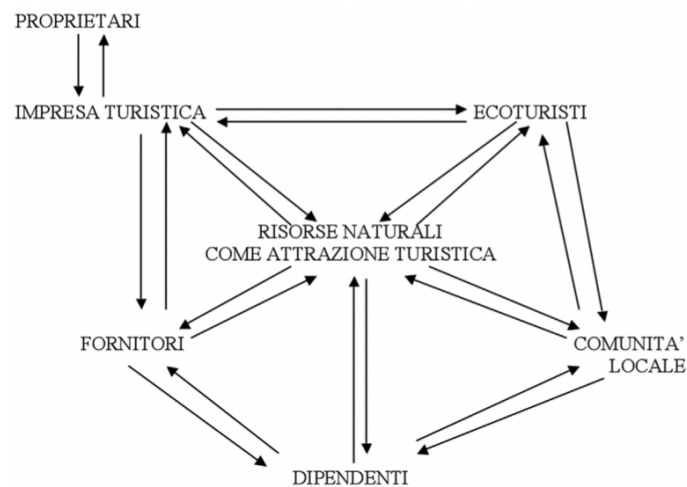 PROPRIETARI
IMPRESA TURISTICA
ECOTURISTI
RISORSE NATURALI
COME ATTRAZIONE TURISTICA
FORNITORI
COMUNITA’
LOCALE
DIPENDENTI